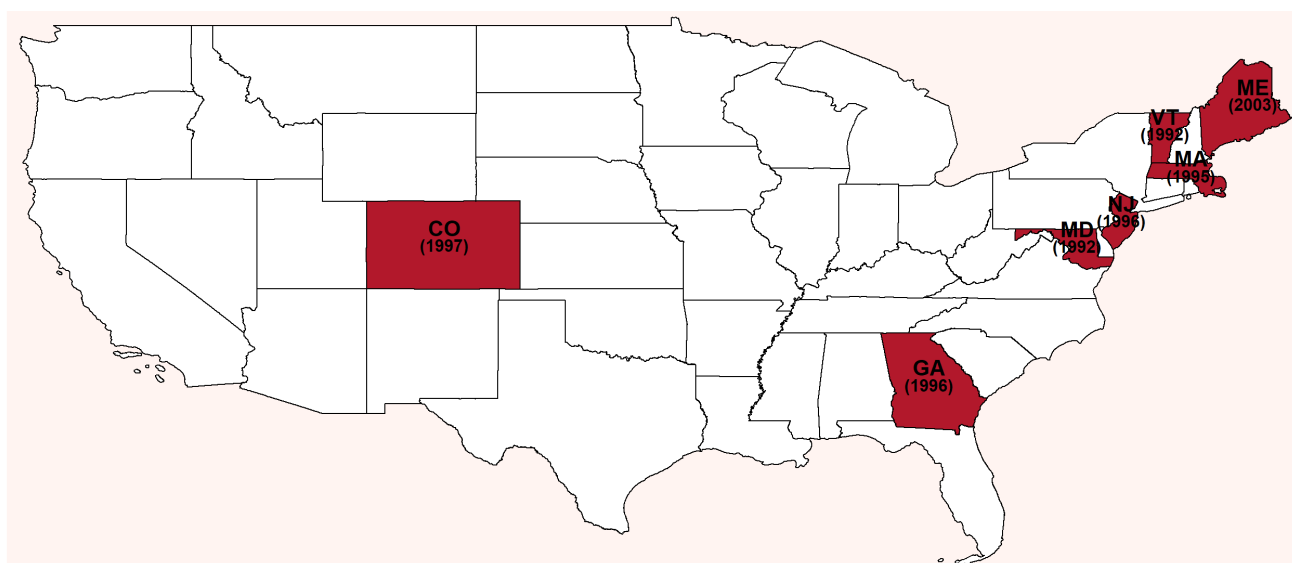 ME
(2003)
VT
(1992)
MA
(1995)
NJ
(1996)
CO
(1997)
MD
(1992)
GA
(1996)